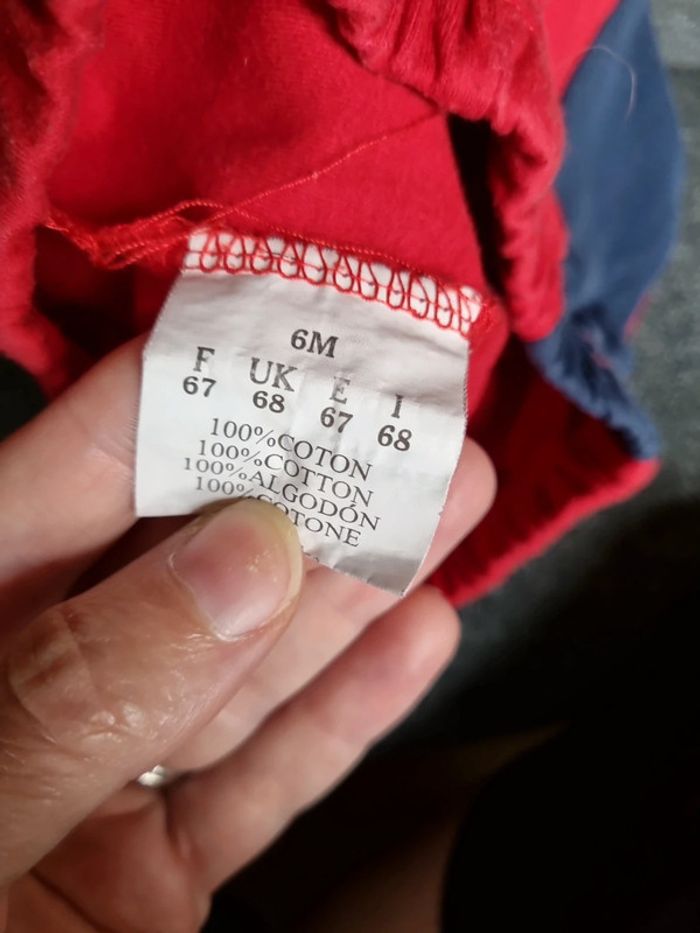 6M
F UK E I
67 68 67 68
100%COTON
100%COTTON
100%ALGODÓN
100% COTONE